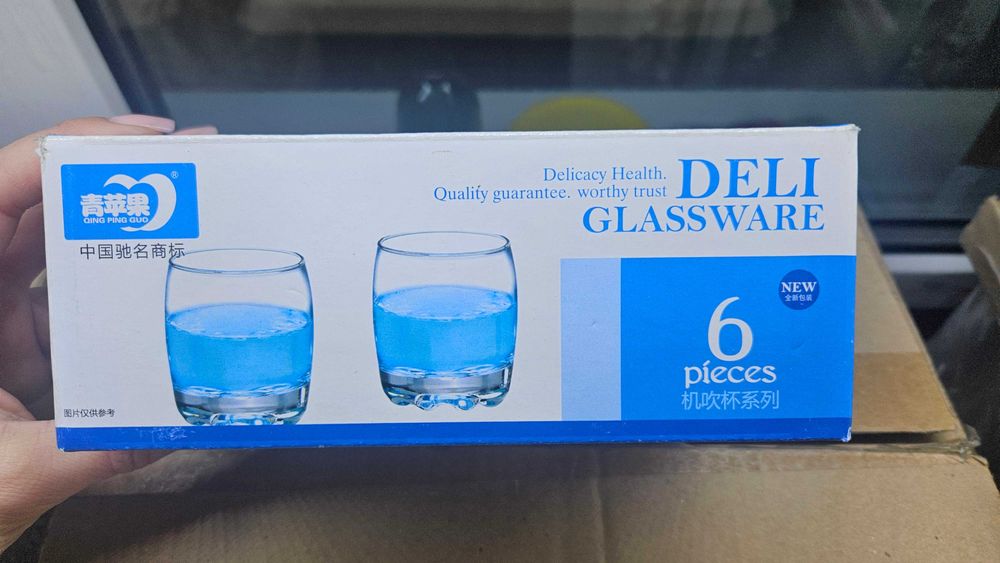 青苹果®
QING PING GUO
中国驰名商标
Delicacy Health.
Qualify guarantee. worthy trust
DELI
GLASSWARE
NEW
全新包装
6
pieces
机吹杯系列
图片仅供参考